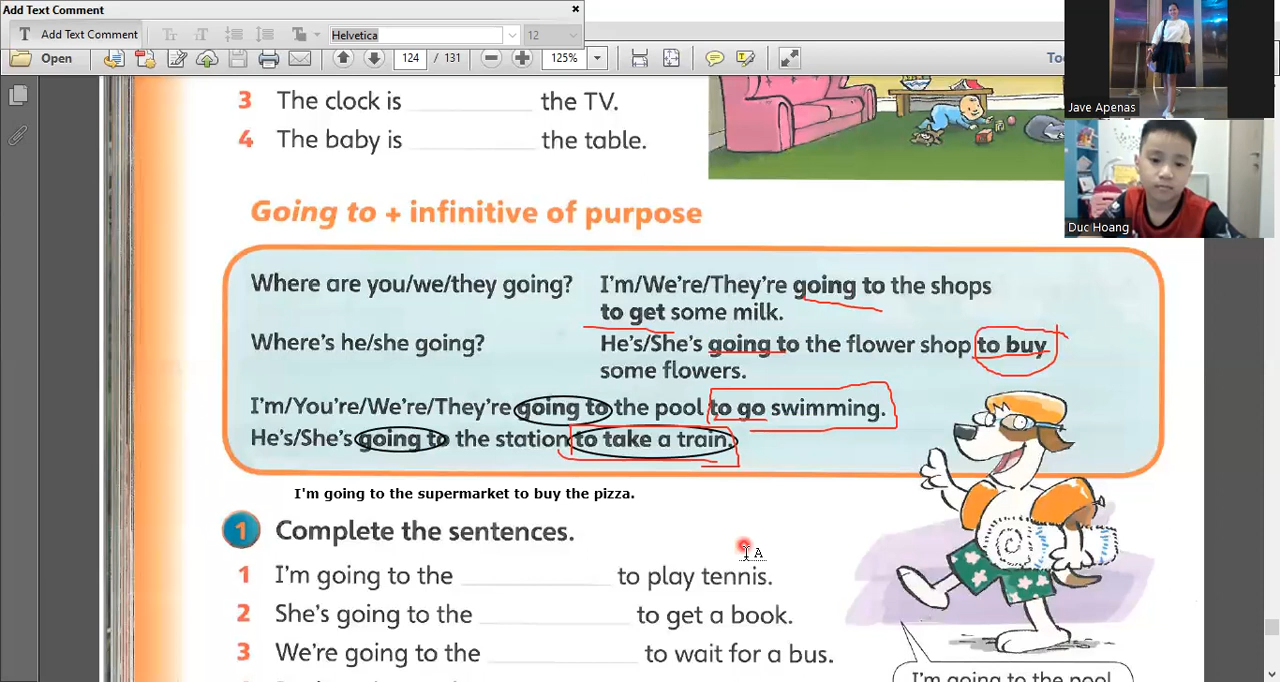 Add Text Comment ×
Add Text Comment Helvetica 12
Open 124 / 131 125%
Jave Apenas
3 The clock is the TV.
4 The baby is the table.
Duc Hoang
Going to + infinitive of purpose
Where are you/we/they going? I'm/We're/They're going to the shops
to get some milk.
Where's he/she going? He's/She's going to the flower shop to buy
some flowers.
I'm/You're/We're/They're going to the pool to go swimming.
He's/She's going to the station to take a train.
I'm going to the supermarket to buy the pizza.
1 Complete the sentences.
A
1 I'm going to the to play tennis.
2 She's going to the to get a book.
3 We're going to the to wait for a bus.
I'm going to the pool